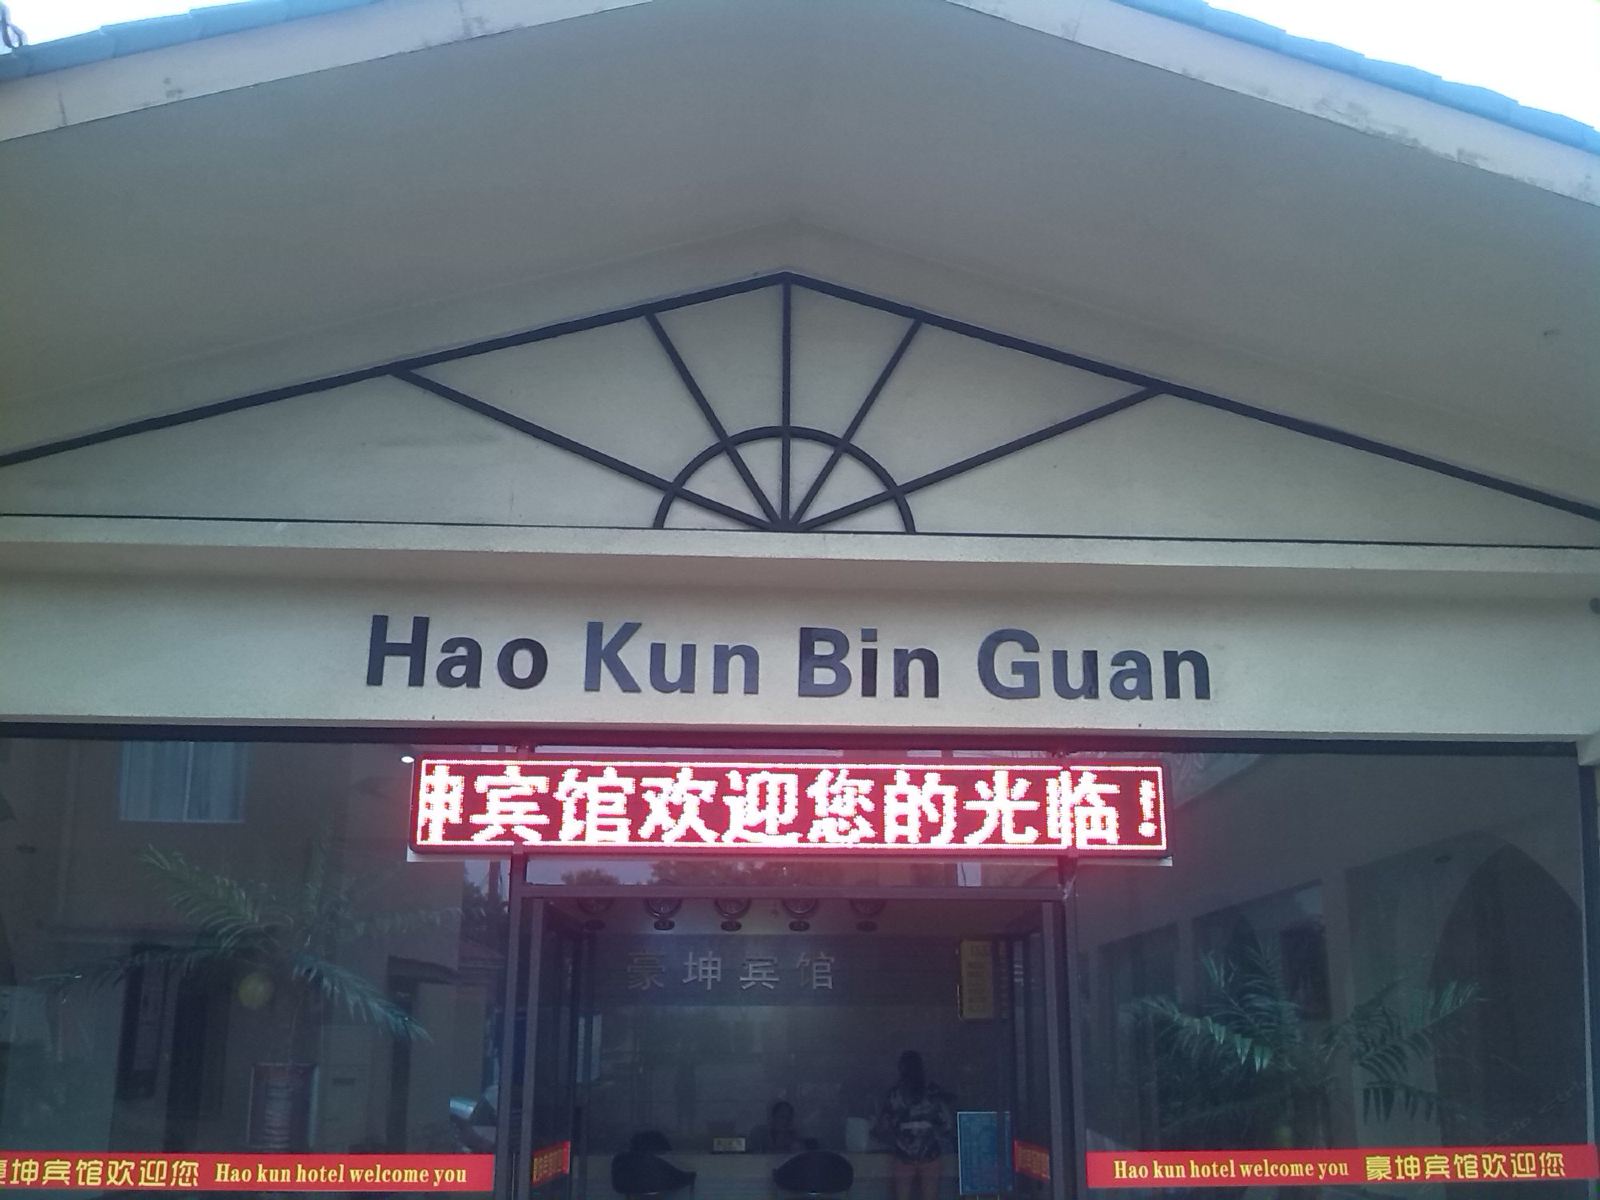 Hao Kun Bin Guan
坤宾馆欢迎您的光临！
豪坤宾馆
豪坤宾馆欢迎您 Hao kun hotel welcome you
Hao kun hotel welcome you 豪坤宾馆欢迎您